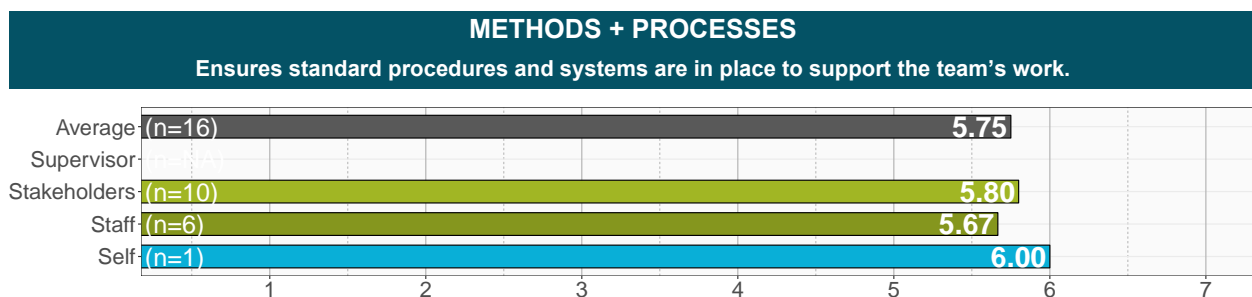 METHODS + PROCESSES
Ensures standard procedures and systems are in place to support the team's work.
Average (n=16) 5.75
Supervisor (n=NA)
Stakeholders (n=10) 5.80
Staff (n=6) 5.67
Self (n=1) 6.00
1 2 3 4 5 6 7